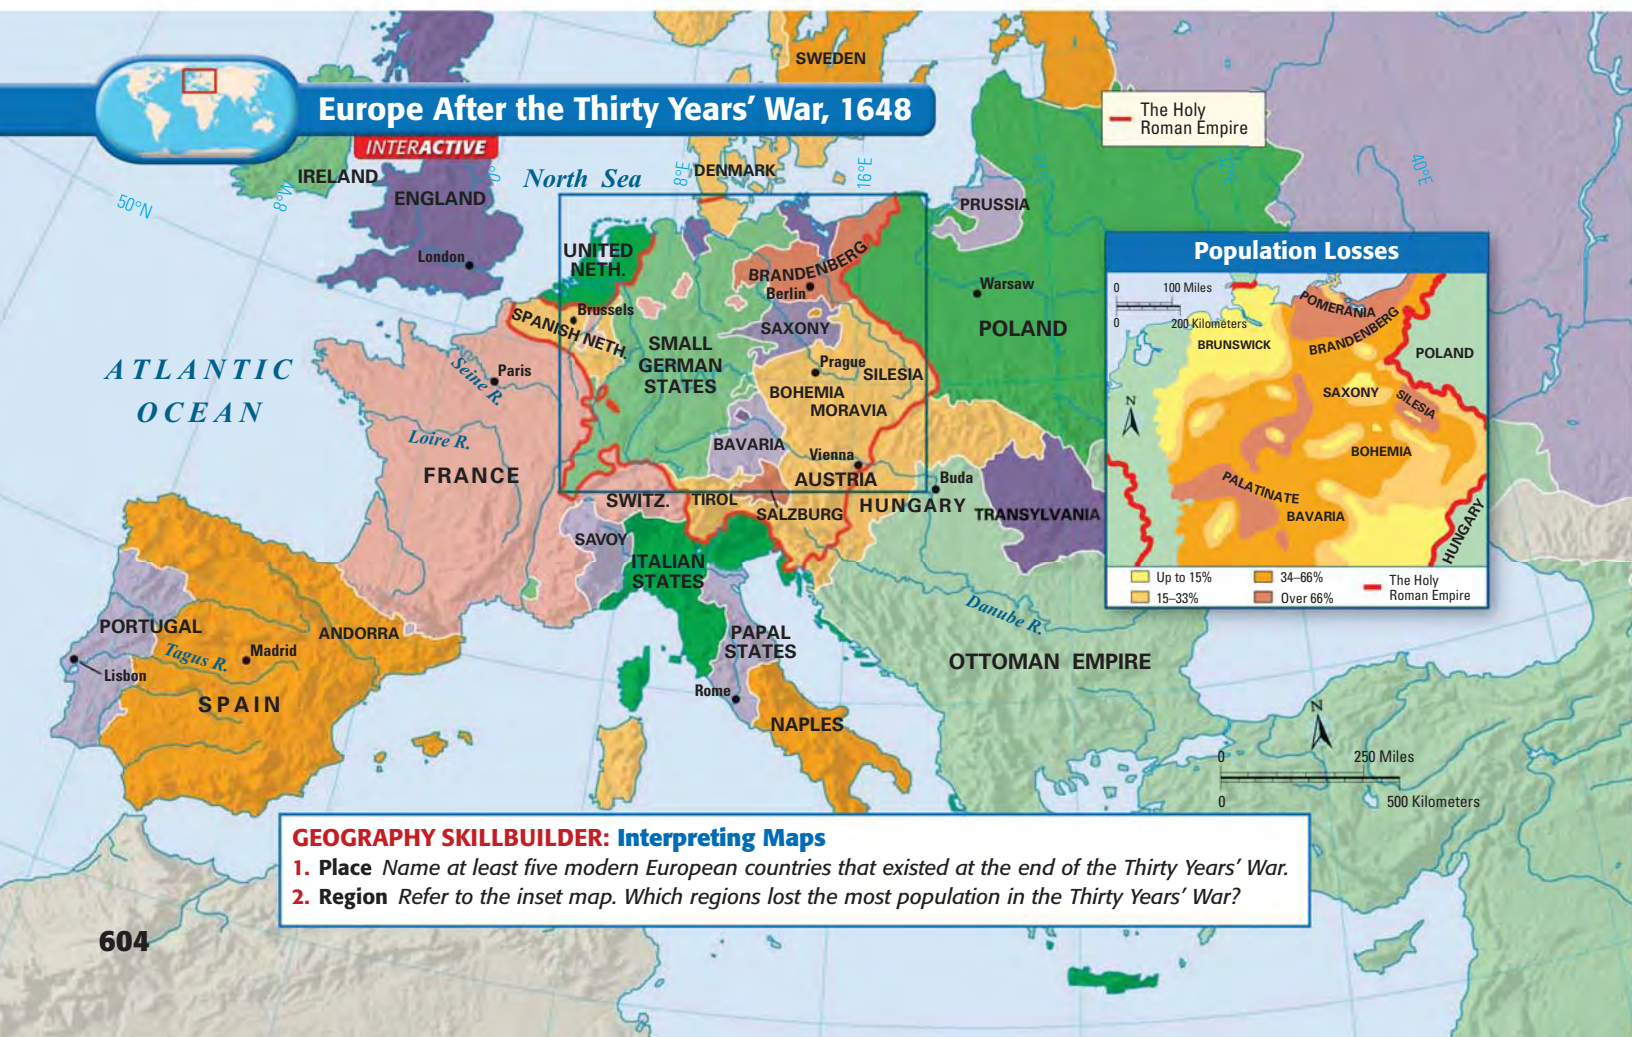 Europe After the Thirty Years' War, 1648
INTERACTIVE
The Holy
Roman Empire
SWEDEN
North Sea
8°E
DENMARK
16°E
40°E
IRELAND
50°N
8°W
0°
ENGLAND
London
PRUSSIA
UNITED
NETH.
BRANDENBERG
Berlin
Warsaw
POLAND
Brussels
SPANISH NETH.
SAXONY
SMALL
GERMAN
STATES
Prague
SILESIA
BOHEMIA
MORAVIA
ATLANTIC
OCEAN
Paris
Seine R.
Loire R.
FRANCE
BAVARIA
Vienna
AUSTRIA
Buda
HUNGARY
SWITZ.
TIROL
SALZBURG
TRANSYLVANIA
SAVOY
ITALIAN
STATES
Danube R.
PORTUGAL
ANDORRA
Tagus R.
Madrid
Lisbon
SPAIN
PAPAL
STATES
Rome
NAPLES
OTTOMAN EMPIRE
N
0
250 Miles
0
500 Kilometers
Population Losses
0
100 Miles
0
200 Kilometers
POMERANIA
BRUNSWICK
BRANDENBERG
POLAND
SAXONY
SILESIA
N
BOHEMIA
PALATINATE
BAVARIA
HUNGARY
Up to 15%
34–66%
The Holy
Roman Empire
15–33%
Over 66%
GEOGRAPHY SKILLBUILDER: Interpreting Maps
1. Place Name at least five modern European countries that existed at the end of the Thirty Years' War.
2. Region Refer to the inset map. Which regions lost the most population in the Thirty Years' War?
604